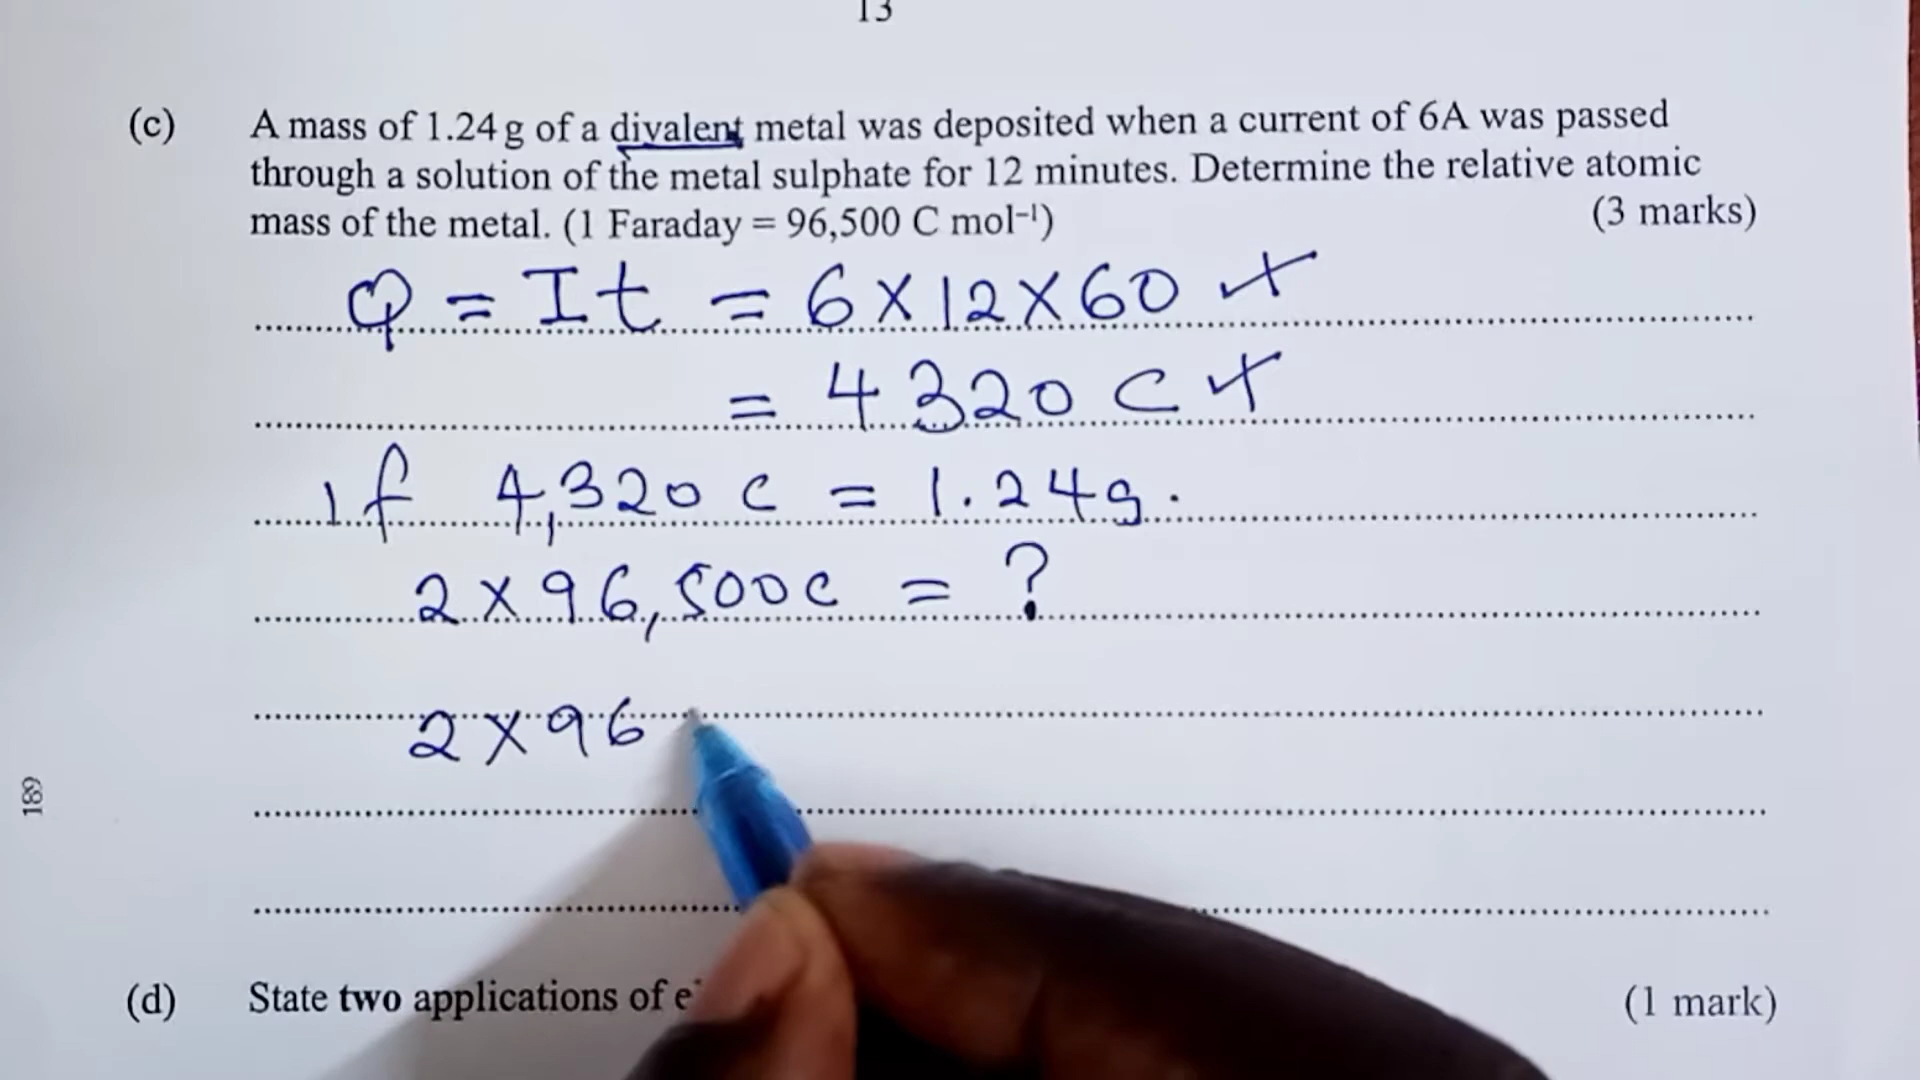 13
(c) A mass of 1.24 g of a divalent metal was deposited when a current of 6A was passed
through a solution of the metal sulphate for 12 minutes. Determine the relative atomic
mass of the metal. (1 Faraday = 96,500 C mol⁻¹) (3 marks)
Q = It = 6 × 12 × 60
= 4320 C
If 4,320 C = 1.24g.
2 × 96,500 C = ?
2 × 96
189
(d) State two applications of (1 mark)